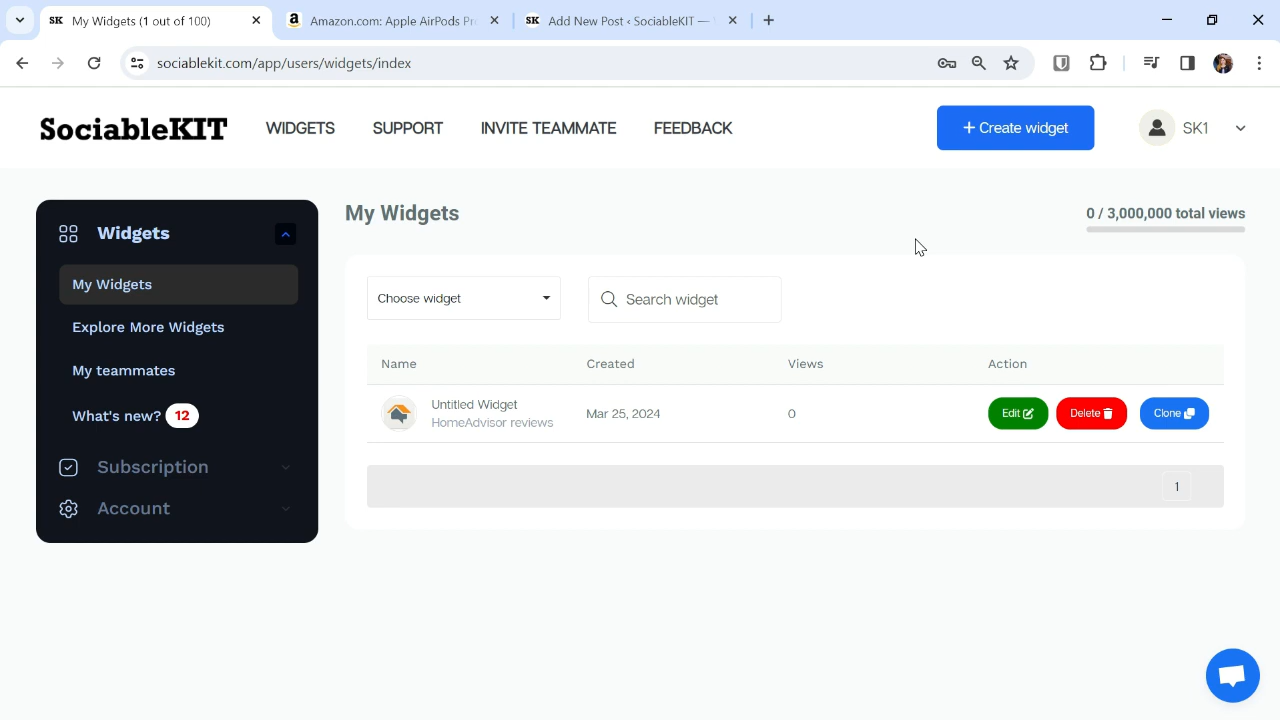 SK My Widgets (1 out of 100)
Amazon.com: Apple AirPods Pr
SK Add New Post ‹ SociableKIT —
sociablekit.com/app/users/widgets/index
SociableKIT WIDGETS SUPPORT INVITE TEAMMATE FEEDBACK + Create widget SK1
Widgets
My Widgets
Explore More Widgets
My teammates
What's new? 12
Subscription
Account
My Widgets
0 / 3,000,000 total views
Choose widget
Search widget
Name Created Views Action
Untitled Widget
HomeAdvisor reviews
Mar 25, 2024
0
Edit
Delete
Clone
1